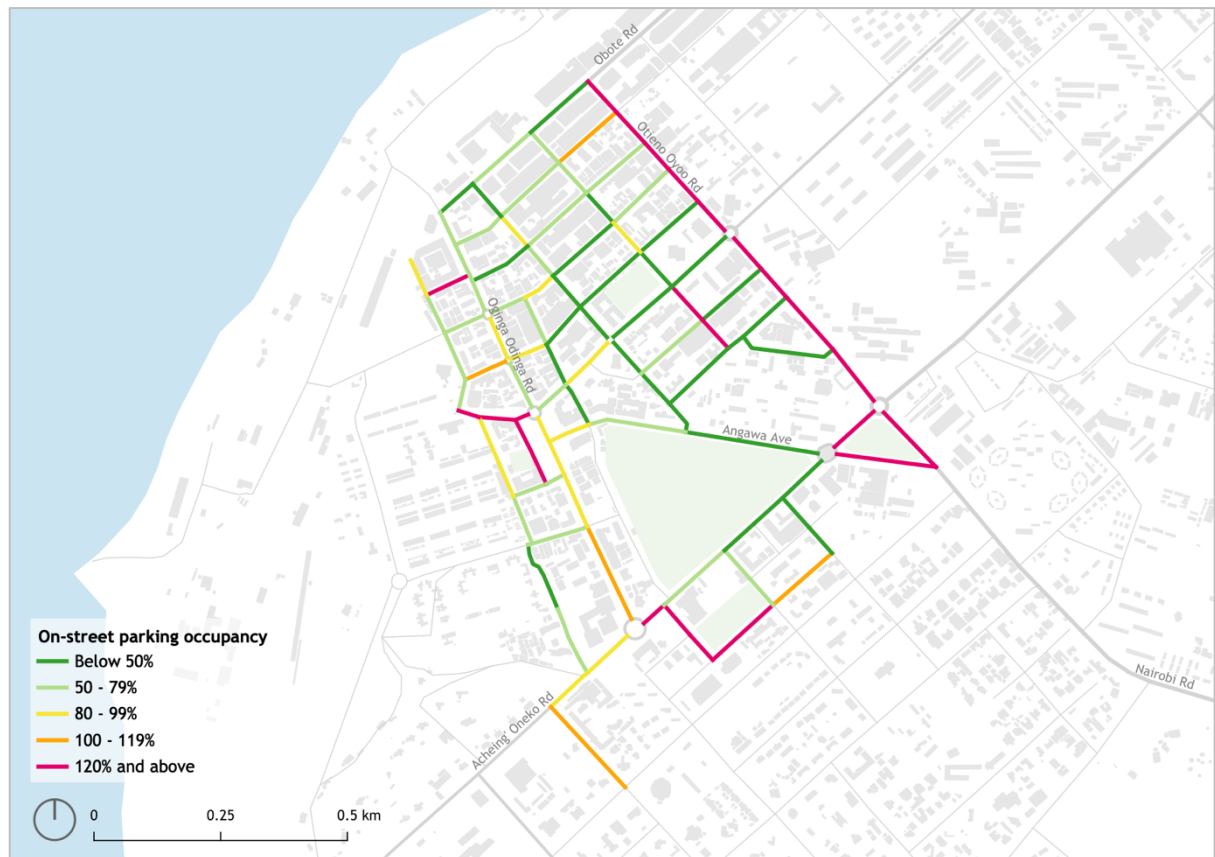 Obote Rd
Otieno Oyoo Rd
Oginga Odinga Rd
Angawa Ave
Nairobi Rd
Acheing' Oneko Rd
On-street parking occupancy
Below 50%
50 - 79%
80 - 99%
100 - 119%
120% and above
0 0.25 0.5 km